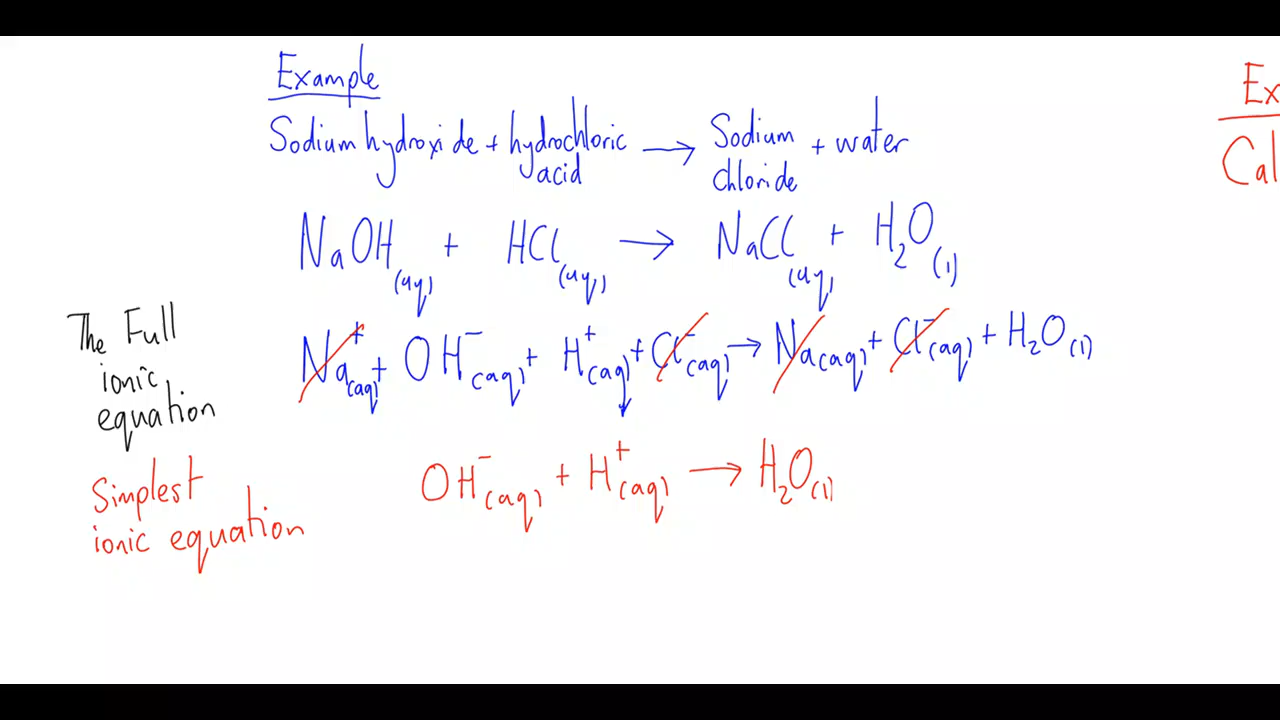 Example
Sodium hydroxide + hydrochloric acid → Sodium chloride + water
NaOH(aq) + HCl(aq) → NaCl(aq) + H₂O(l)
The Full ionic equation
Na⁺(aq) + OH⁻(aq) + H⁺(aq) + Cl⁻(aq) → Na(aq) + Cl⁻(aq) + H₂O(l)
Simplest ionic equation
OH⁻(aq) + H⁺(aq) → H₂O(l)
Ex
Cal